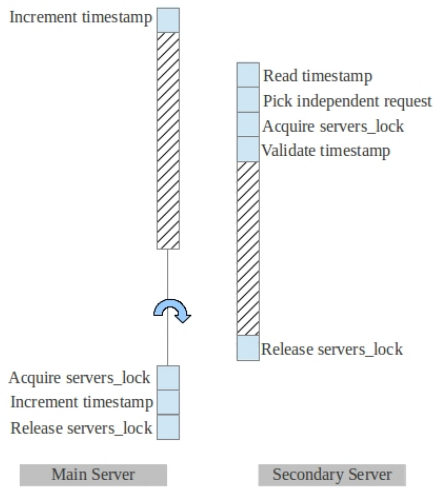 Increment timestamp
Read timestamp
Pick independent request
Acquire servers_lock
Validate timestamp
Release servers_lock
Acquire servers_lock
Increment timestamp
Release servers_lock
Main Server
Secondary Server